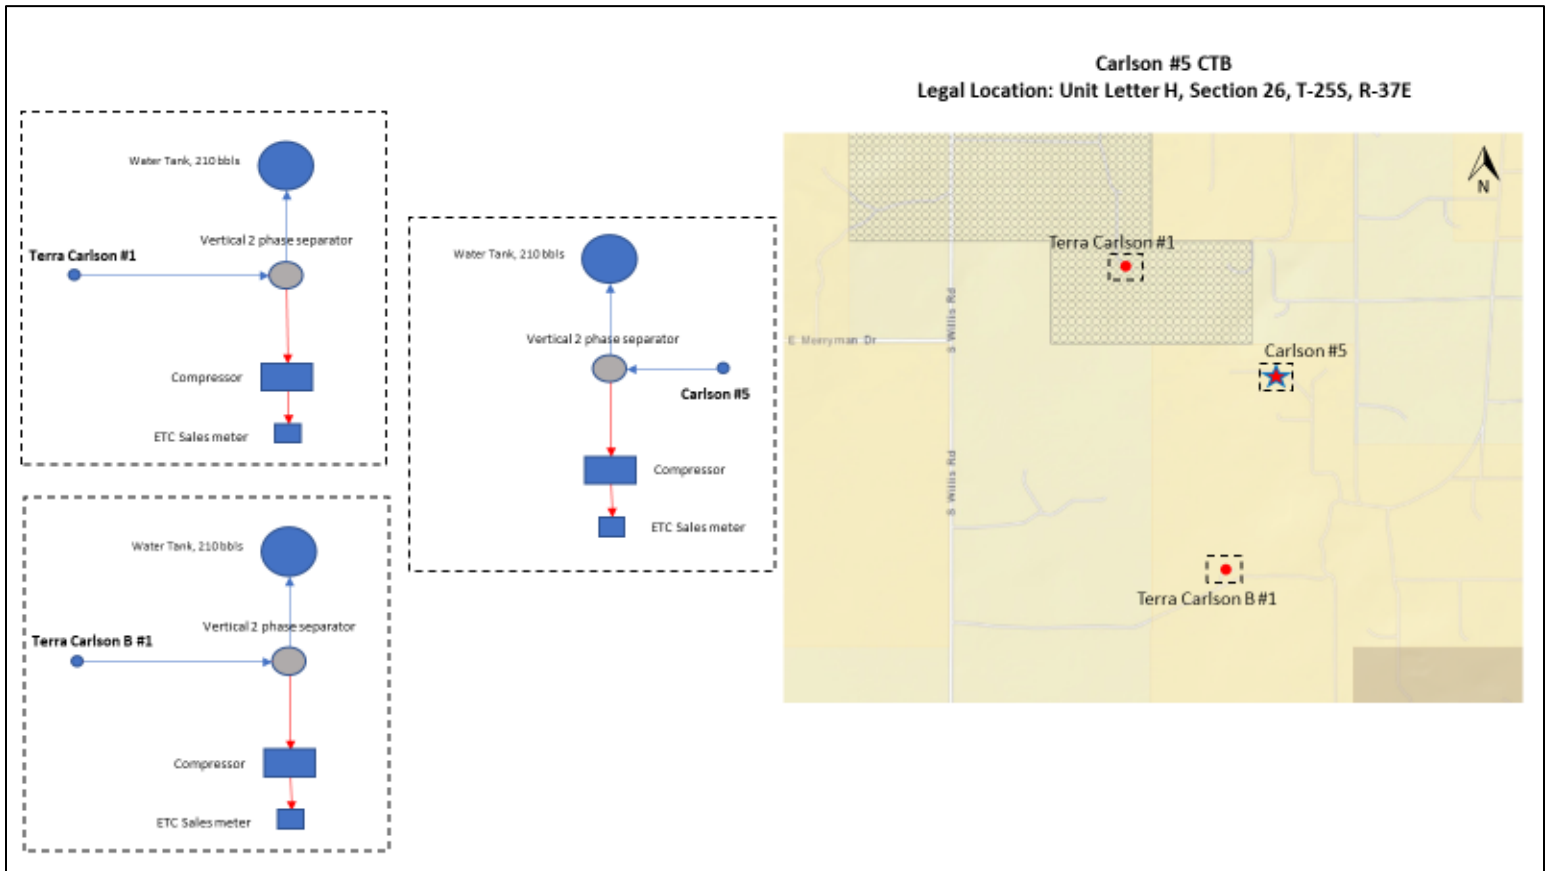 Carlson #5 CTB
Legal Location: Unit Letter H, Section 26, T-25S, R-37E
Water Tank, 210 bbls
Vertical 2 phase separator
Terra Carlson #1
Compressor
ETC Sales meter
Water Tank, 210 bbls
Vertical 2 phase separator
Carlson #5
Compressor
ETC Sales meter
Water Tank, 210 bbls
Vertical 2 phase separator
Terra Carlson B #1
Compressor
ETC Sales meter
N
Terra Carlson #1
S Willis Rd
E Merryman Dr
Carlson #5
S Willis Rd
Terra Carlson B #1